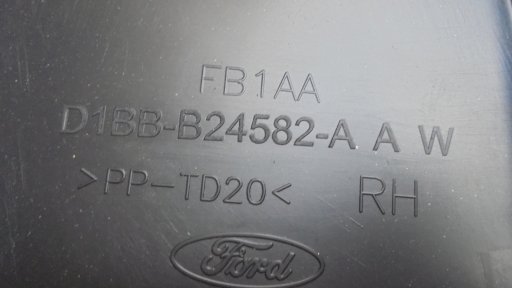 FB1AA
D1BB-B24582-A A W
>PP-TD20< RH
Ford